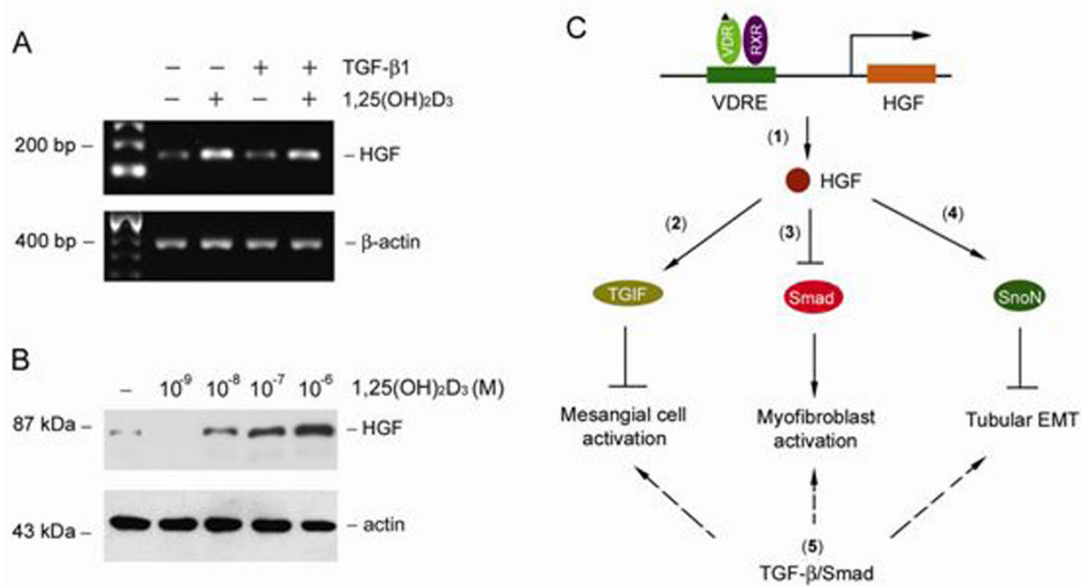 A
− − + + TGF-β1
− + − + 1,25(OH)₂D₃
200 bp −
− HGF
400 bp −
− β-actin
B
− 10⁻⁹ 10⁻⁸ 10⁻⁷ 10⁻⁶ 1,25(OH)₂D₃ (M)
87 kDa −
− HGF
43 kDa −
− actin
C
VDR RXR
VDRE HGF
(1)
HGF
(2) (3) (4)
TGIF Smad SnoN
Mesangial cell
activation
Myofibroblast
activation
Tubular EMT
(5)
TGF-β/Smad